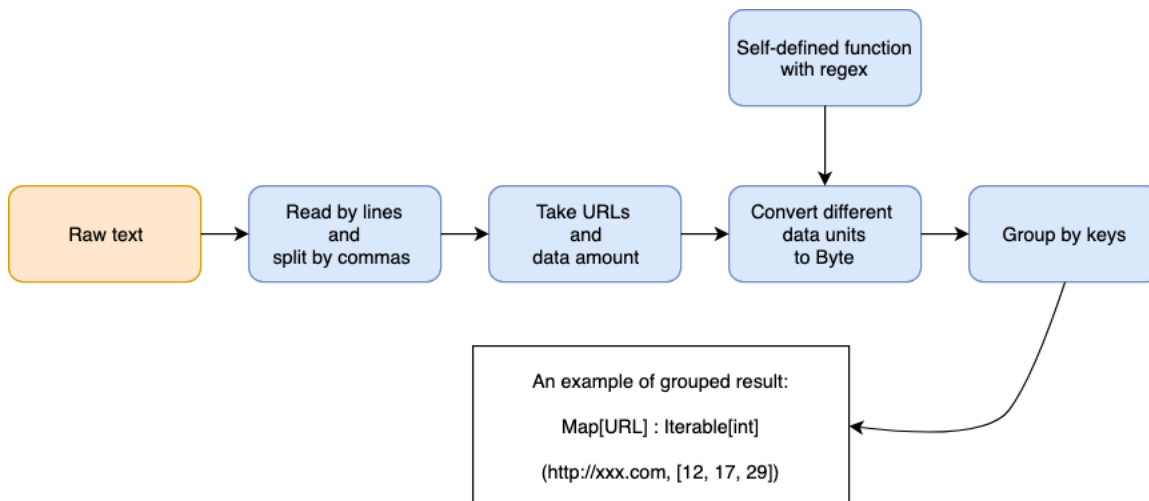 Self-defined function
with regex
Raw text
Read by lines
and
split by commas
Take URLs
and
data amount
Convert different
data units
to Byte
Group by keys
An example of grouped result:
Map[URL] : Iterable[int]
(http://xxx.com, [12, 17, 29])